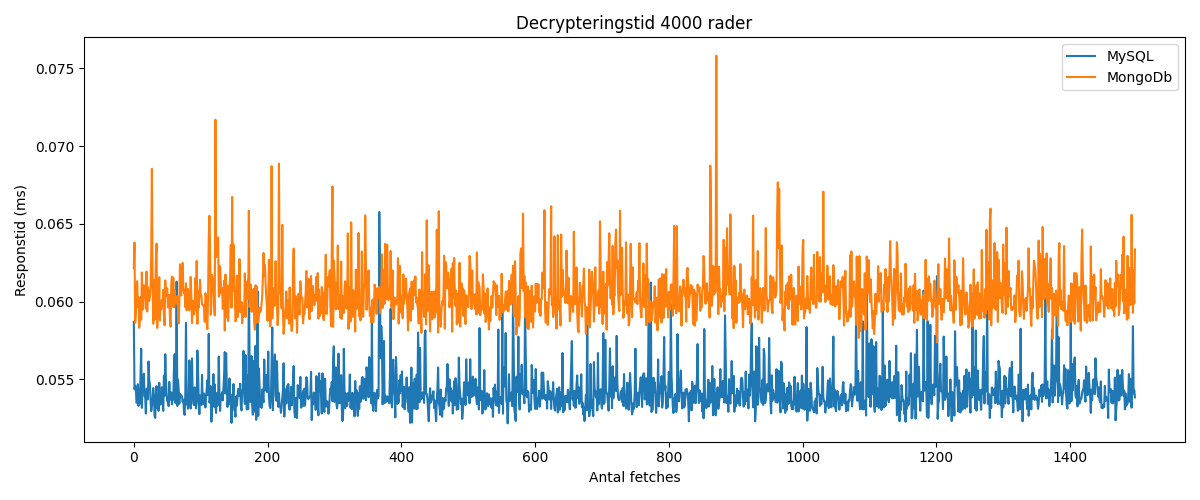 Decrypteringstid 4000 rader
MySQL
MongoDb
Responstid (ms)
0.075
0.070
0.065
0.060
0.055
0
200
400
600
800
1000
1200
1400
Antal fetches